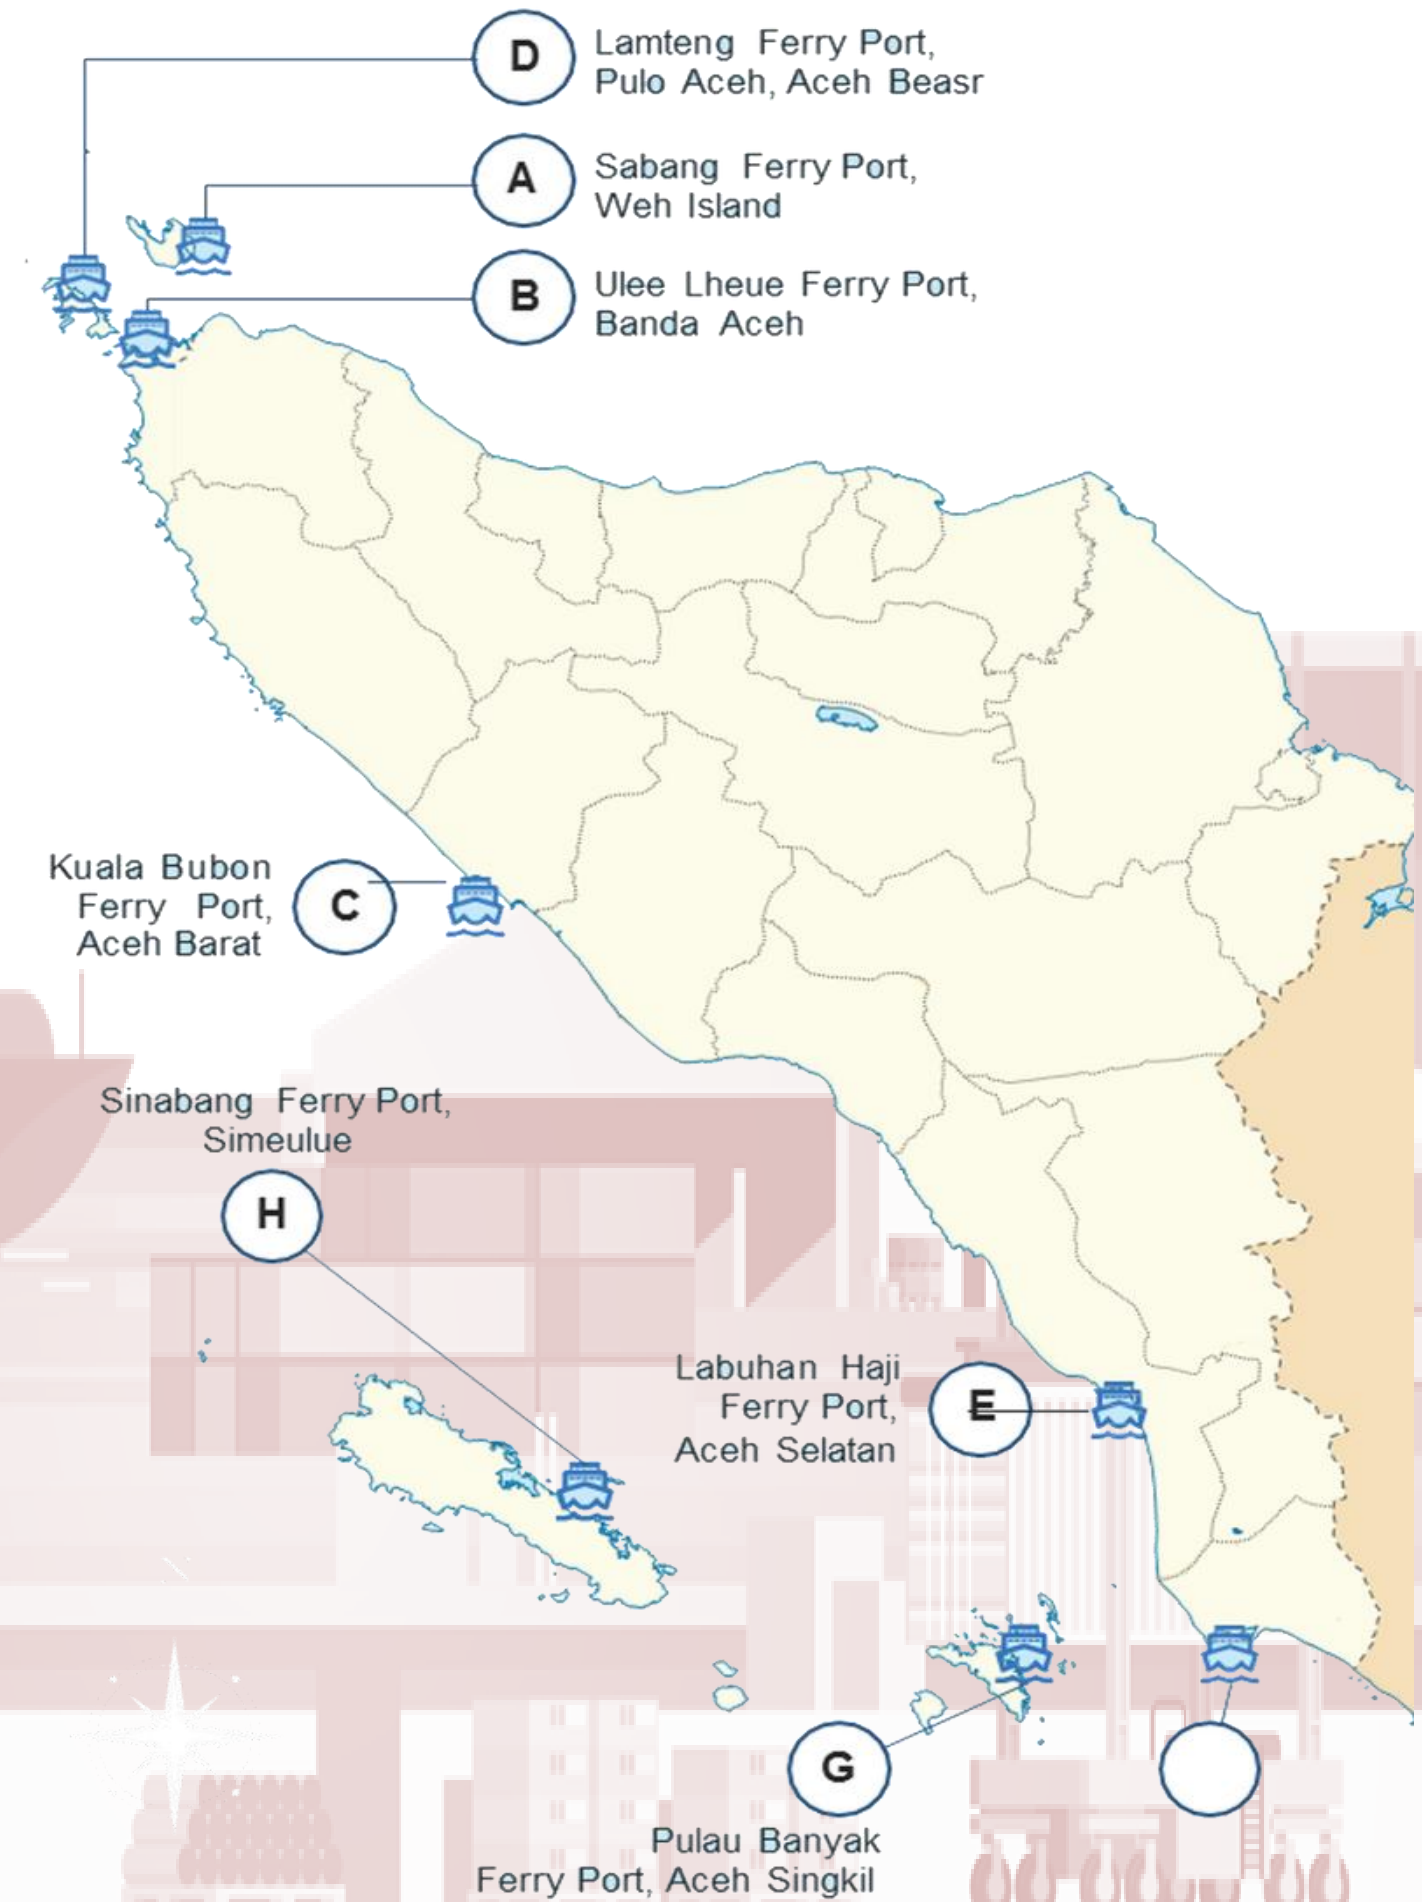 D
Lamteng Ferry Port,
Pulo Aceh, Aceh Beasr
A
Sabang Ferry Port,
Weh Island
B
Ulee Lheue Ferry Port,
Banda Aceh
Kuala Bubon
Ferry Port,
Aceh Barat
C
Sinabang Ferry Port,
Simeulue
H
Labuhan Haji
Ferry Port,
Aceh Selatan
E
G
Pulau Banyak
Ferry Port, Aceh Singkil